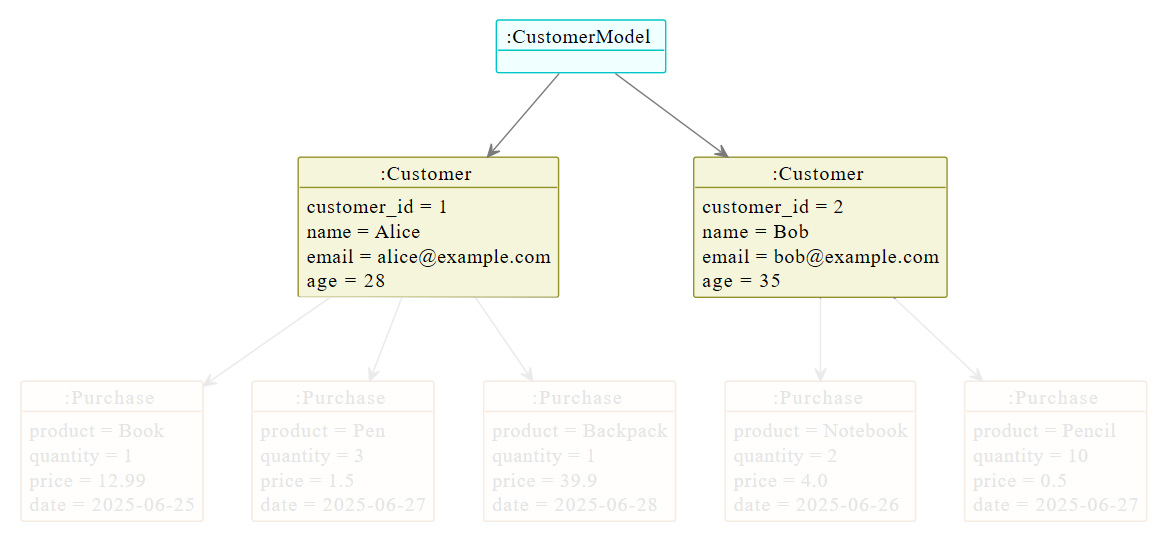 :CustomerModel
:Customer
customer_id = 1
name = Alice
email = alice@example.com
age = 28
:Customer
customer_id = 2
name = Bob
email = bob@example.com
age = 35
:Purchase
product = Book
quantity = 1
price = 12.99
date = 2025-06-25
:Purchase
product = Pen
quantity = 3
price = 1.5
date = 2025-06-27
:Purchase
product = Backpack
quantity = 1
price = 39.9
date = 2025-06-28
:Purchase
product = Notebook
quantity = 2
price = 4.0
date = 2025-06-26
:Purchase
product = Pencil
quantity = 10
price = 0.5
date = 2025-06-27